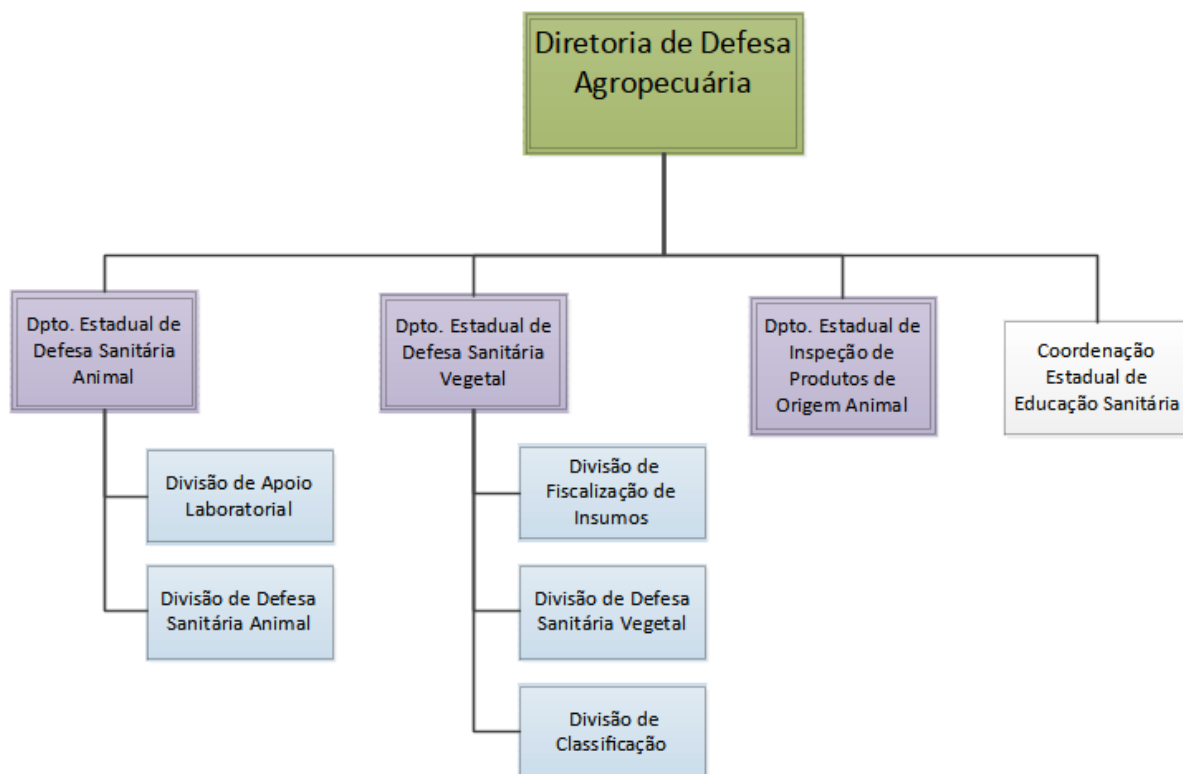 Diretoria de Defesa
Agropecuária
Dpto. Estadual de
Defesa Sanitária
Animal
Dpto. Estadual de
Defesa Sanitária
Vegetal
Dpto. Estadual de
Inspeção de
Produtos de
Origem Animal
Coordenação
Estadual de
Educação Sanitária
Divisão de Apoio
Laboratorial
Divisão de Defesa
Sanitária Animal
Divisão de
Fiscalização de
Insumos
Divisão de Defesa
Sanitária Vegetal
Divisão de
Classificação